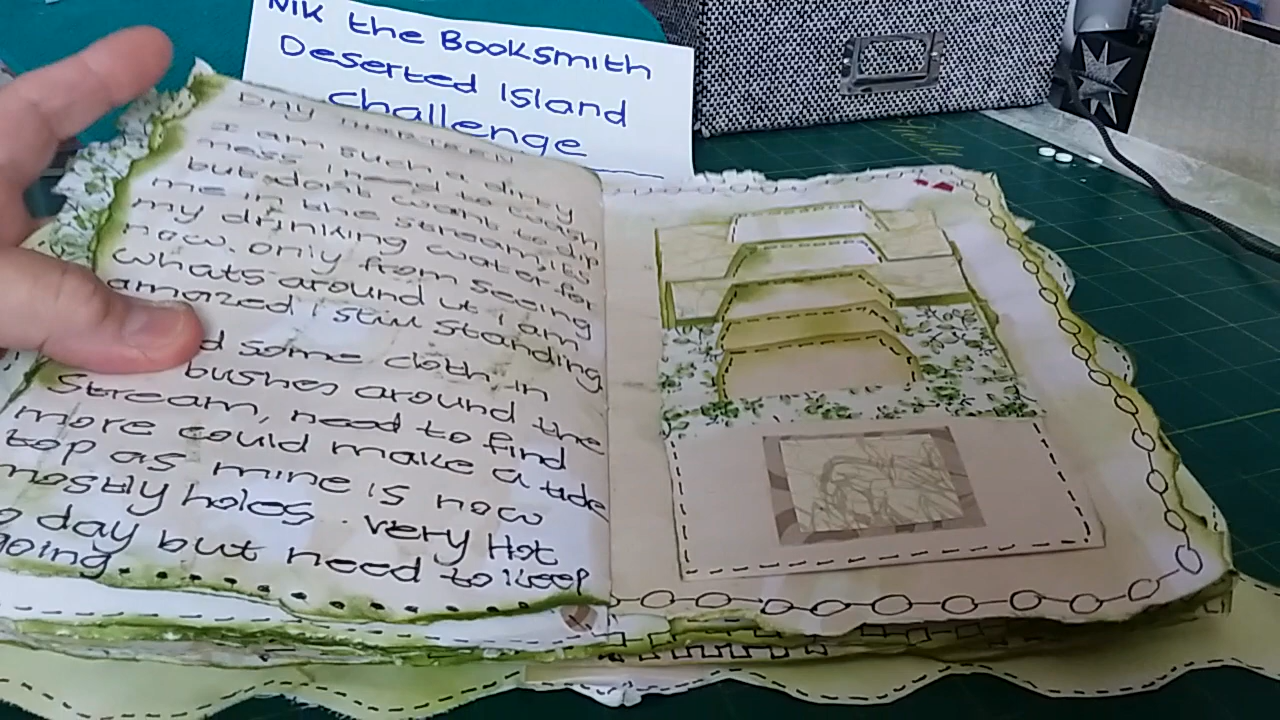 Nik the Booksmith
Deserted Island
Challenge
DAY
I am such a dirty
mess I need to wash
but dont want to dip
me in the stream, its
my drinking water for
now. only from seeing
whats around it I am
amazed I still standing
d some cloth in
bushes around the
stream, need to find
more could make a
top as mine is now
mostly holes. very Hot
day but need to keep
going.